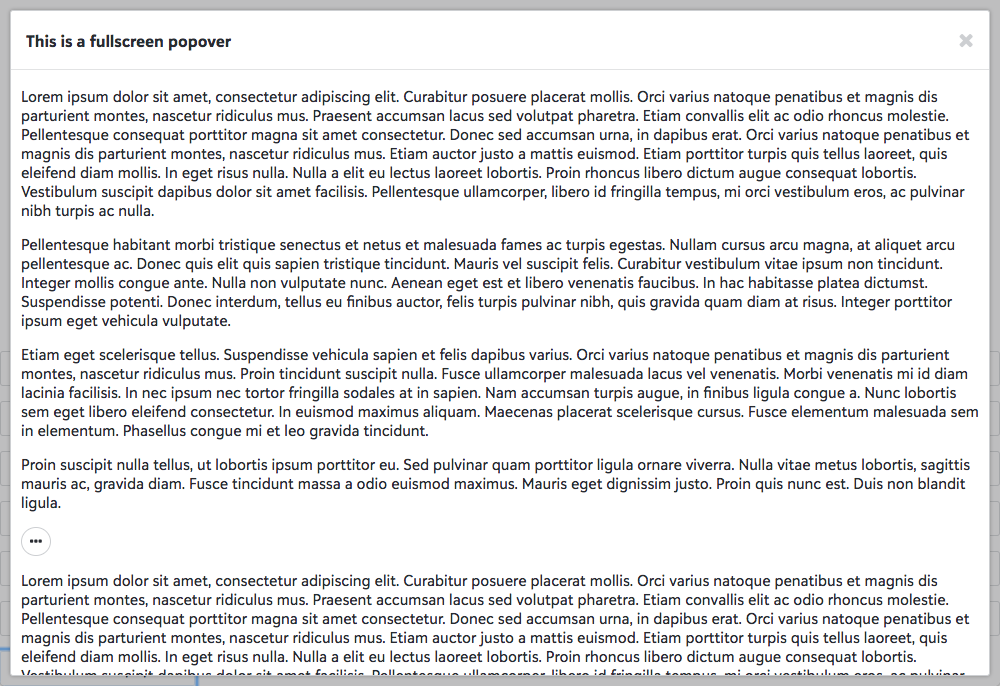 This is a fullscreen popover
Lorem ipsum dolor sit amet, consectetur adipiscing elit. Curabitur posuere placerat mollis. Orci varius natoque penatibus et magnis dis
parturient montes, nascetur ridiculus mus. Praesent accumsan lacus sed volutpat pharetra. Etiam convallis elit ac odio rhoncus molestie.
Pellentesque consequat porttitor magna sit amet consectetur. Donec sed accumsan urna, in dapibus erat. Orci varius natoque penatibus et
magnis dis parturient montes, nascetur ridiculus mus. Etiam auctor justo a mattis euismod. Etiam porttitor turpis quis tellus laoreet, quis
eleifend diam mollis. In eget risus nulla. Nulla a elit eu lectus laoreet lobortis. Proin rhoncus libero dictum augue consequat lobortis.
Vestibulum suscipit dapibus dolor sit amet facilisis. Pellentesque ullamcorper, libero id fringilla tempus, mi orci vestibulum eros, ac pulvinar
nibh turpis ac nulla.
Pellentesque habitant morbi tristique senectus et netus et malesuada fames ac turpis egestas. Nullam cursus arcu magna, at aliquet arcu
pellentesque ac. Donec quis elit quis sapien tristique tincidunt. Mauris vel suscipit felis. Curabitur vestibulum vitae ipsum non tincidunt.
Integer mollis congue ante. Nulla non vulputate nunc. Aenean eget est et libero venenatis faucibus. In hac habitasse platea dictumst.
Suspendisse potenti. Donec interdum, tellus eu finibus auctor, felis turpis pulvinar nibh, quis gravida quam diam at risus. Integer porttitor
ipsum eget vehicula vulputate.
Etiam eget scelerisque tellus. Suspendisse vehicula sapien et felis dapibus varius. Orci varius natoque penatibus et magnis dis parturient
montes, nascetur ridiculus mus. Proin tincidunt suscipit nulla. Fusce ullamcorper malesuada lacus vel venenatis. Morbi venenatis mi id diam
lacinia facilisis. In nec ipsum nec tortor fringilla sodales at in sapien. Nam accumsan turpis augue, in finibus ligula congue a. Nunc lobortis
sem eget libero eleifend consectetur. In euismod maximus aliquam. Maecenas placerat scelerisque cursus. Fusce elementum malesuada sem
in elementum. Phasellus congue mi et leo gravida tincidunt.
Proin suscipit nulla tellus, ut lobortis ipsum porttitor eu. Sed pulvinar quam porttitor ligula ornare viverra. Nulla vitae metus lobortis, sagittis
mauris ac, gravida diam. Fusce tincidunt massa a odio euismod maximus. Mauris eget dignissim justo. Proin quis nunc est. Duis non blandit
ligula.
Lorem ipsum dolor sit amet, consectetur adipiscing elit. Curabitur posuere placerat mollis. Orci varius natoque penatibus et magnis dis
parturient montes, nascetur ridiculus mus. Praesent accumsan lacus sed volutpat pharetra. Etiam convallis elit ac odio rhoncus molestie.
Pellentesque consequat porttitor magna sit amet consectetur. Donec sed accumsan urna, in dapibus erat. Orci varius natoque penatibus et
magnis dis parturient montes, nascetur ridiculus mus. Etiam auctor justo a mattis euismod. Etiam porttitor turpis quis tellus laoreet, quis
eleifend diam mollis. In eget risus nulla. Nulla a elit eu lectus laoreet lobortis. Proin rhoncus libero dictum augue consequat lobortis.